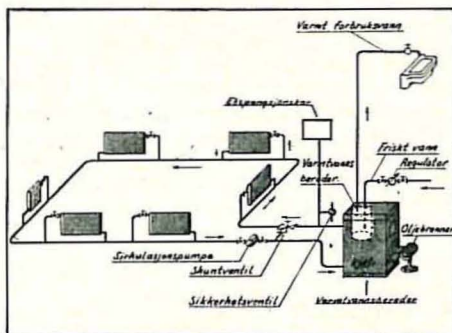 Varmt forbruksvann
Ekspansjonskar
Friskt vann
Varmtvanns
bereder
Regulator
Oljebrenner
Sirkulasjonspumpe
Shuntventil
Sikkerhetsventil
Varmtvannsbereder